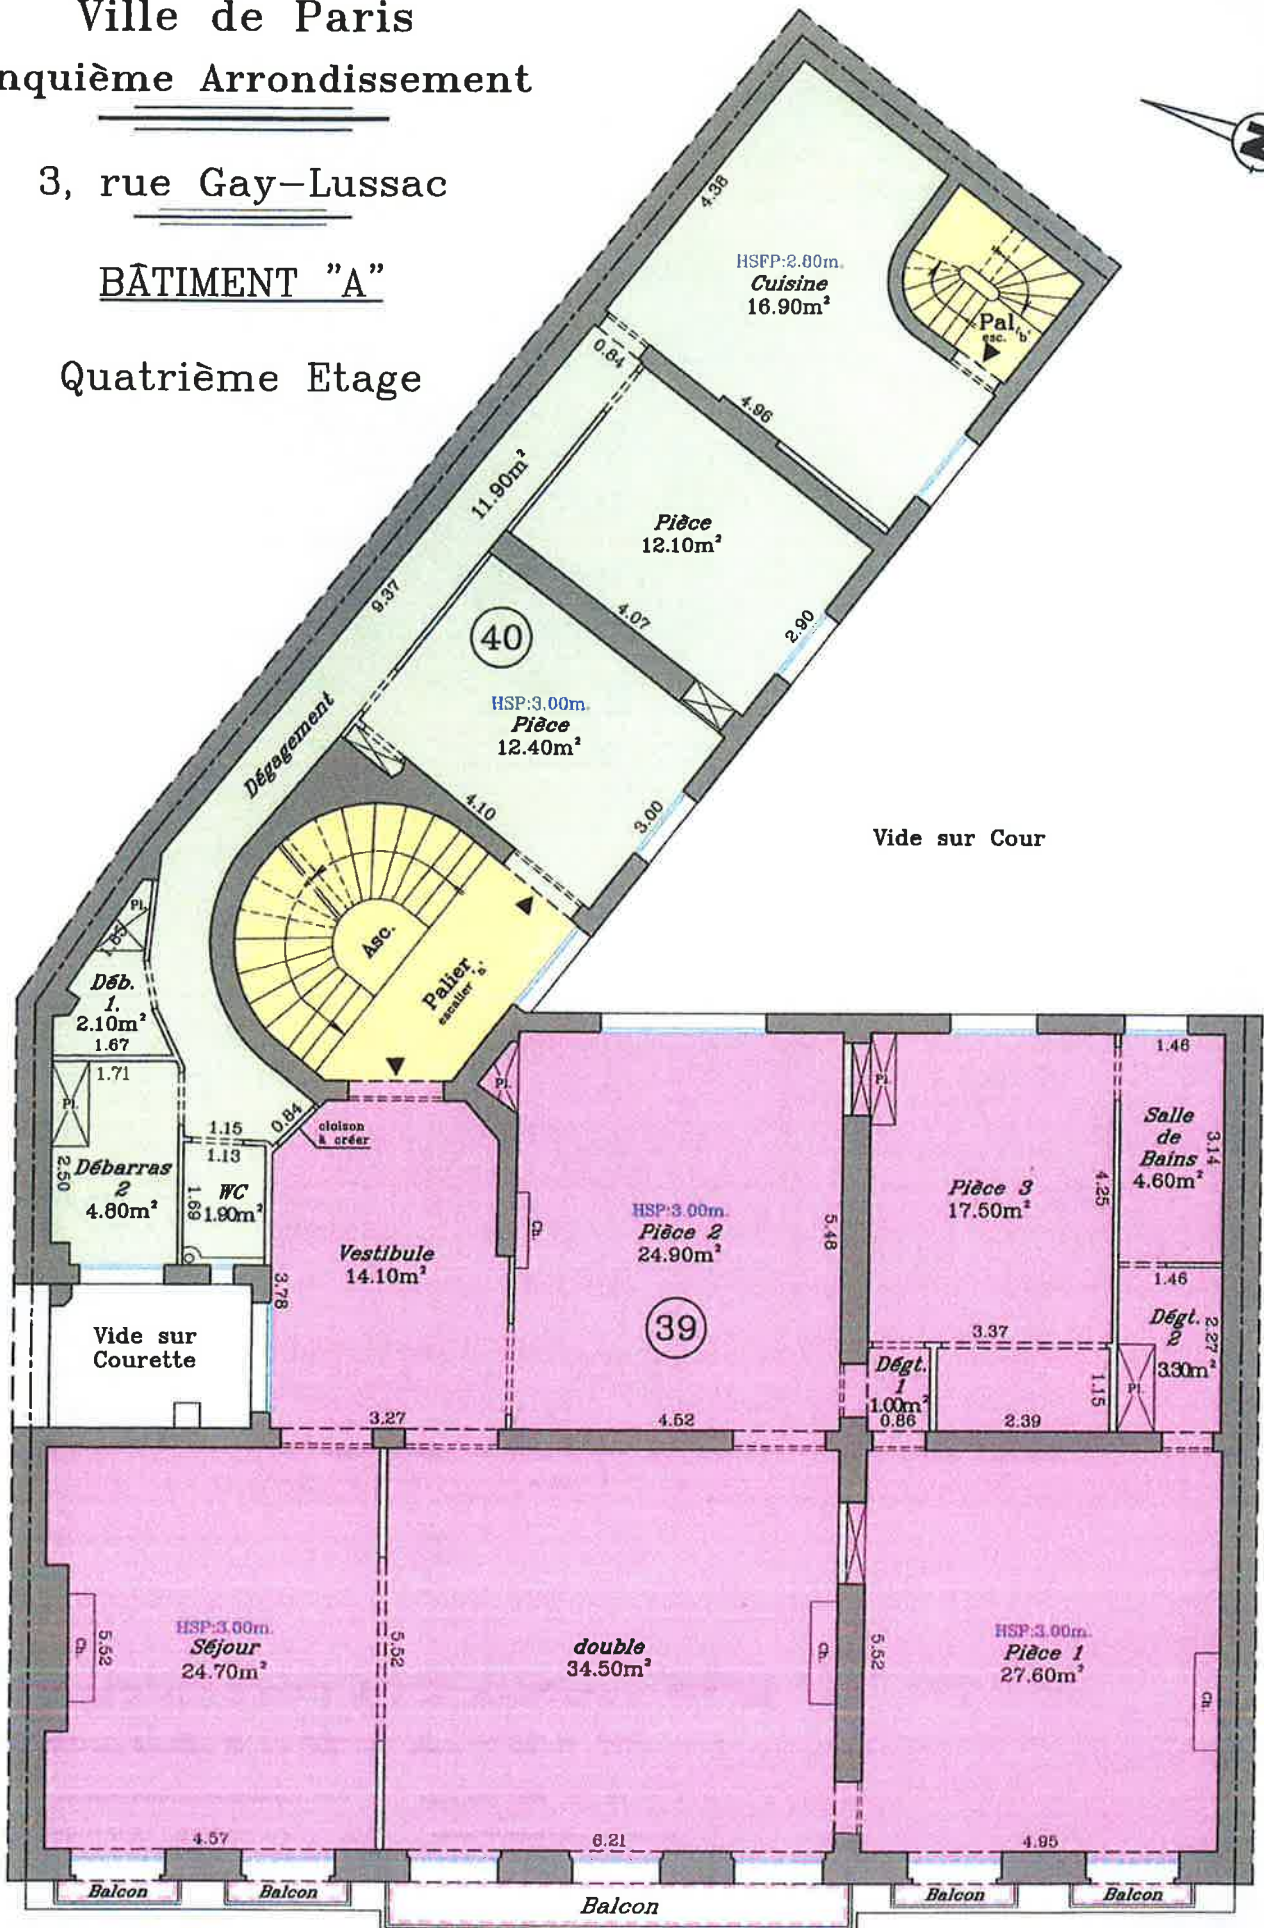 Ville de Paris
nquième Arrondissement
3, rue Gay-Lussac
BÂTIMENT "A"
Quatrième Etage
N
4.38
HSFP:2.80m.
Cuisine
16.90m²
Pal. 'b'
esc.
0.84
4.96
11.90m²
Pièce
12.10m²
9.37
4.07
2.90
40
HSP:3.00m.
Pièce
12.40m²
Dégagement
4.10
3.00
Vide sur Cour
Asc.
Palier
escalier 'a'
Pl.
1.85
Déb.
1.
2.10m²
1.67
1.71
Pl.
2.50
Débarras
2
4.80m²
1.15
0.84
1.13
1.69
WC
1.90m²
cloison
à créer
Pl.
Vestibule
14.10m²
3.78
3.27
Vide sur
Courette
Ch.
HSP:3.00m.
Pièce 2
24.90m²
5.48
39
4.52
Pl.
Pièce 3
17.50m²
4.25
3.37
1.46
Salle
de
Bains
4.60m²
3.14
1.46
Dégt.
2
3.30m²
2.27
Pl.
Dégt.
1
1.00m²
0.86
2.39
1.15
Ch.
5.52
HSP:3.00m.
Séjour
24.70m²
5.52
4.57
double
34.50m²
Ch.
6.21
5.52
HSP:3.00m.
Pièce 1
27.60m²
Ch.
4.95
Balcon
Balcon
Balcon
Balcon
Balcon